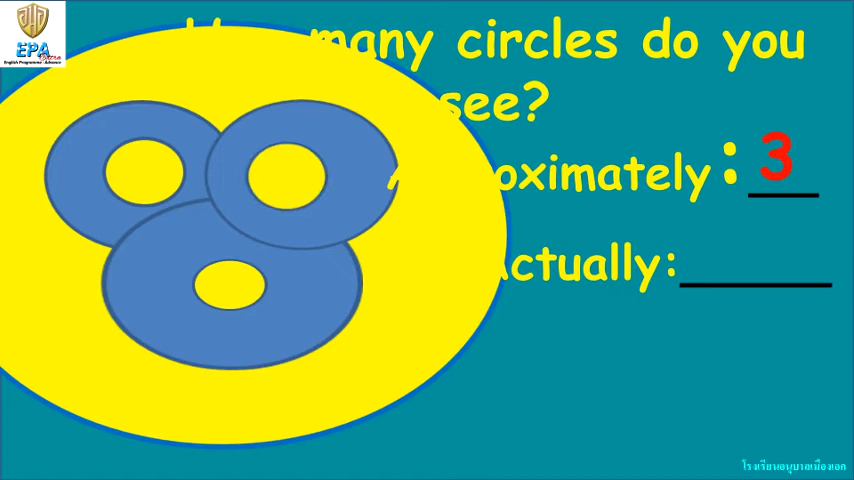 EPA
Extra
English Programme Advance
many circles do you
see?
oximately: 3
Actually:
โรงเรียนอนุบาลเมืองเอก